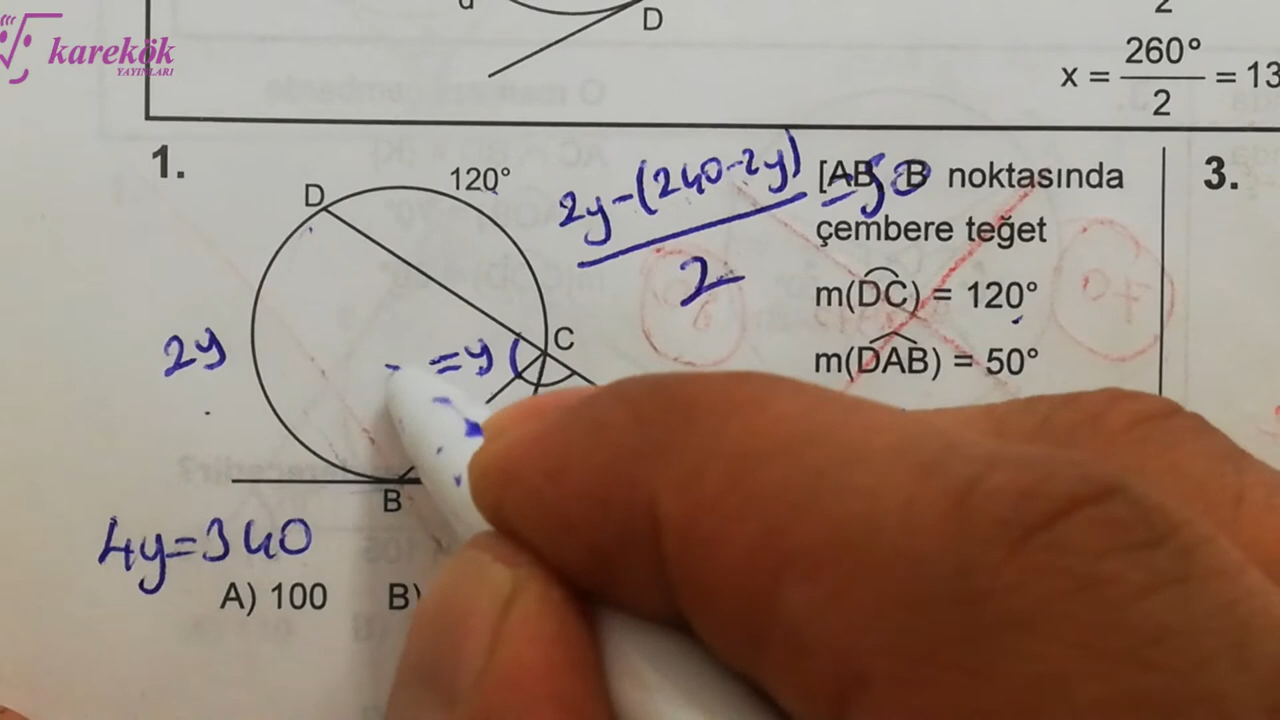 karekök
YAYINLARI
D
x = 260° / 2 = 13
1.
D
120°
2y-(240-2y) / 2
[AB, B noktasında
çembere teğet
m(DC) = 120°
m(DAB) = 50°
3.
2y
= y
C
B
4y=340
A) 100 B)